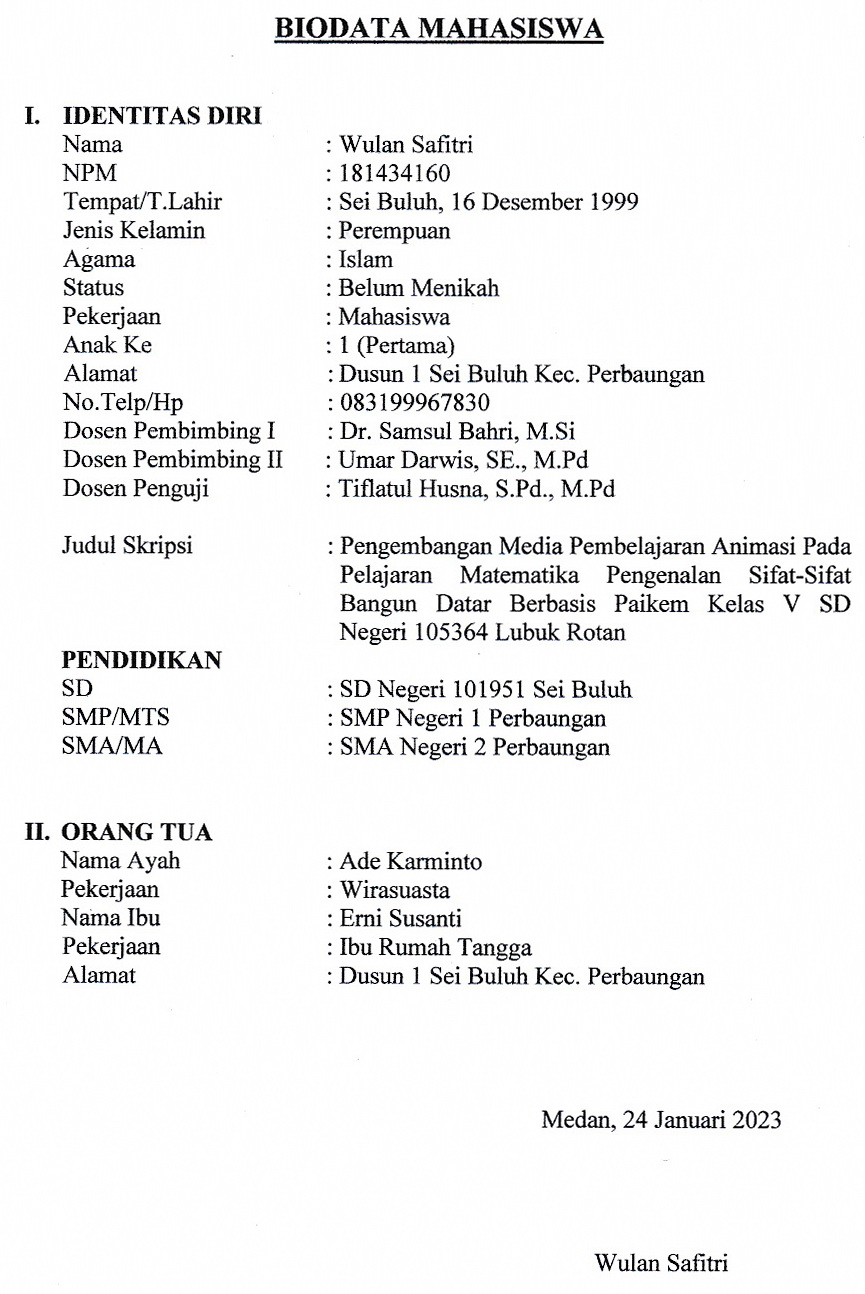 BIODATA MAHASISWA
I. IDENTITAS DIRI
Nama : Wulan Safitri
NPM : 181434160
Tempat/T.Lahir : Sei Buluh, 16 Desember 1999
Jenis Kelamin : Perempuan
Agama : Islam
Status : Belum Menikah
Pekerjaan : Mahasiswa
Anak Ke : 1 (Pertama)
Alamat : Dusun 1 Sei Buluh Kec. Perbaungan
No.Telp/Hp : 083199967830
Dosen Pembimbing I : Dr. Samsul Bahri, M.Si
Dosen Pembimbing II : Umar Darwis, SE., M.Pd
Dosen Penguji : Tiflatul Husna, S.Pd., M.Pd
Judul Skripsi : Pengembangan Media Pembelajaran Animasi Pada
Pelajaran Matematika Pengenalan Sifat-Sifat
Bangun Datar Berbasis Paikem Kelas V SD
Negeri 105364 Lubuk Rotan
PENDIDIKAN
SD : SD Negeri 101951 Sei Buluh
SMP/MTS : SMP Negeri 1 Perbaungan
SMA/MA : SMA Negeri 2 Perbaungan
II. ORANG TUA
Nama Ayah : Ade Karminto
Pekerjaan : Wirasuasta
Nama Ibu : Erni Susanti
Pekerjaan : Ibu Rumah Tangga
Alamat : Dusun 1 Sei Buluh Kec. Perbaungan
Medan, 24 Januari 2023
Wulan Safitri